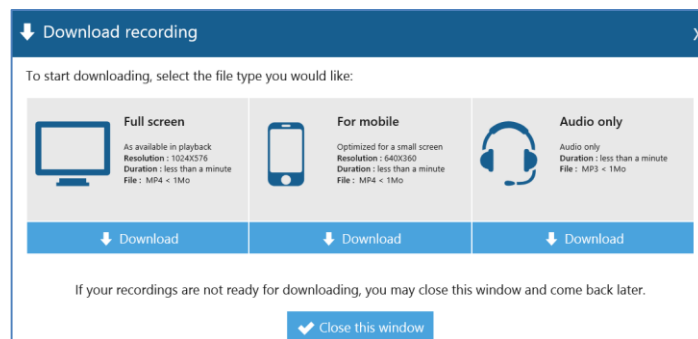 Download recording
X
To start downloading, select the file type you would like:
Full screen
As available in playback
Resolution : 1024X576
Duration : less than a minute
File : MP4 < 1Mo
Download
For mobile
Optimized for a small screen
Resolution : 640X360
Duration : less than a minute
File : MP4 < 1Mo
Download
Audio only
Audio only
Duration : less than a minute
File : MP3 < 1Mo
Download
If your recordings are not ready for downloading, you may close this window and come back later.
Close this window